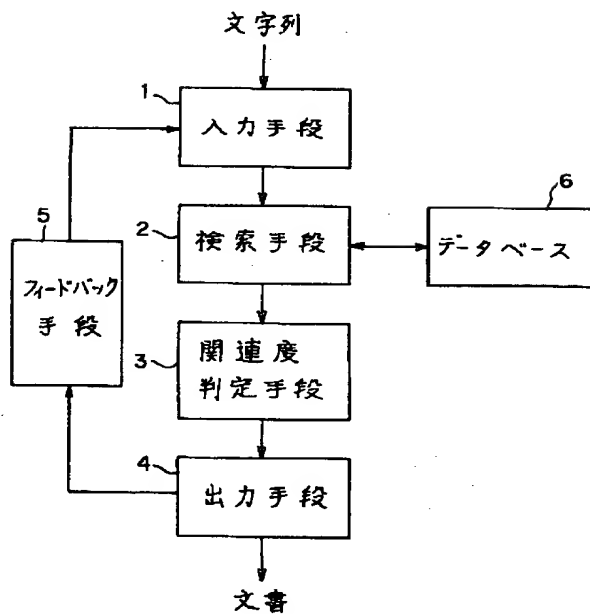 文字列
1
入力手段
2
検索手段
6
データベース
5
フィードバック
手段
3
関連度
判定手段
4
出力手段
文書